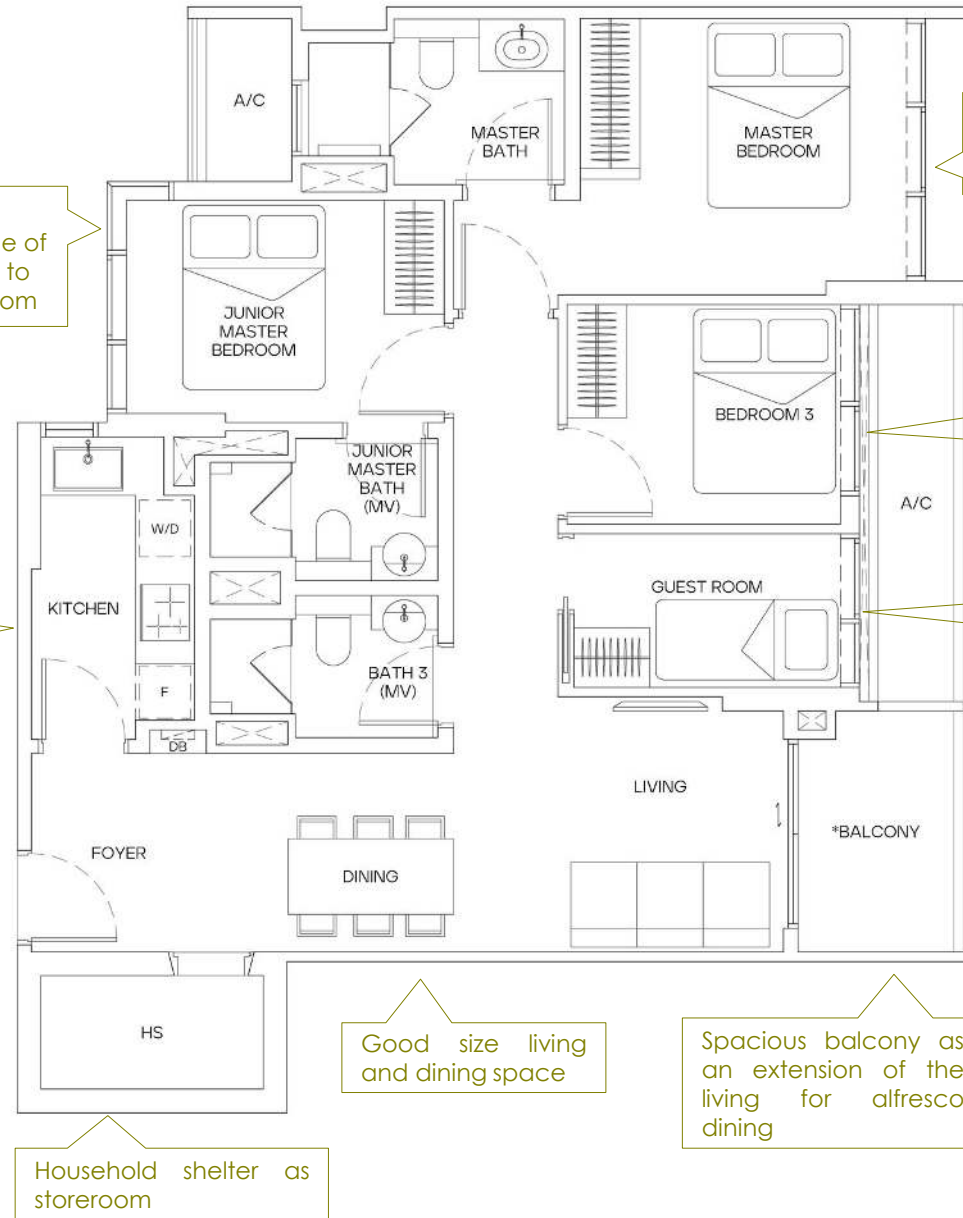 A/C
MASTER
BATH
MASTER
BEDROOM
e of
to
om
JUNIOR
MASTER
BEDROOM
BEDROOM 3
JUNIOR
MASTER
BATH
(MV)
W/D
A/C
KITCHEN
GUEST ROOM
F
BATH 3
(MV)
DB
LIVING
*BALCONY
FOYER
DINING
HS
Good size living
and dining space
Spacious balcony as
an extension of the
living for alfresco
dining
Household shelter as
storeroom